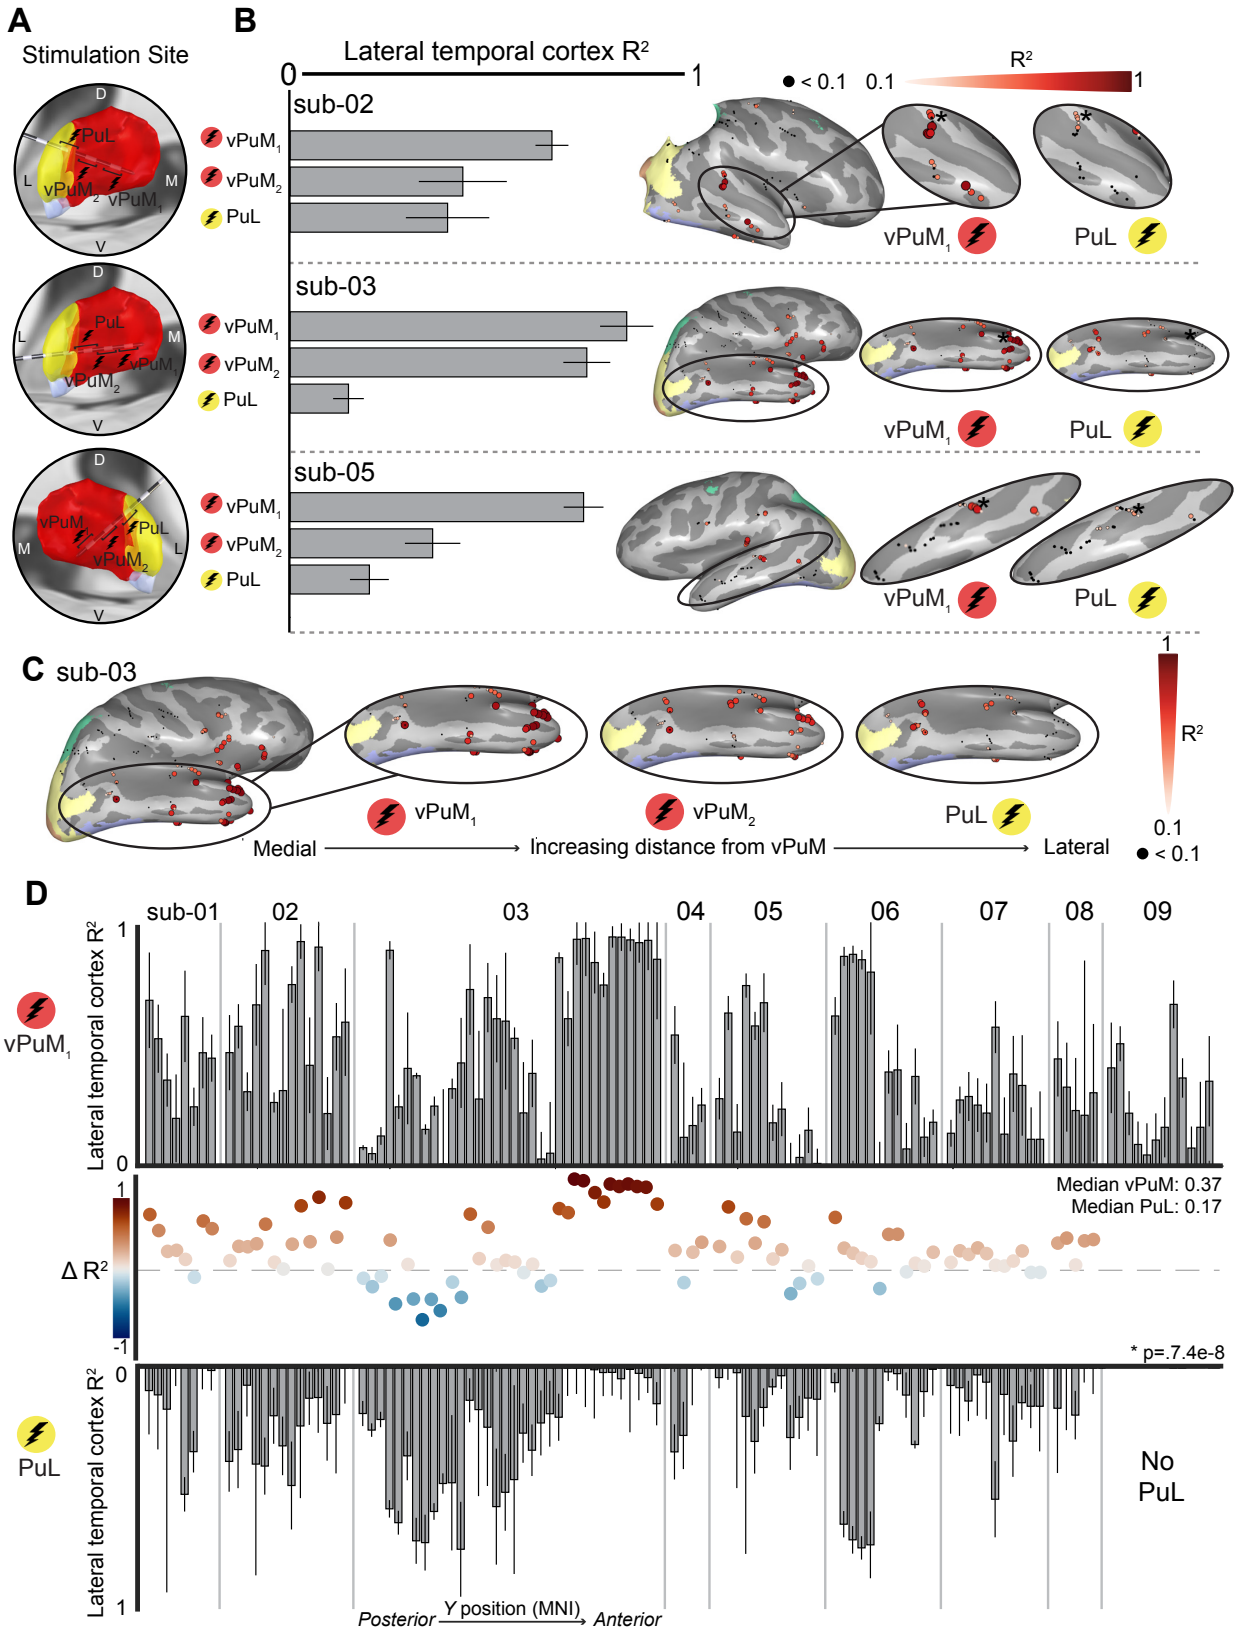 A
Stimulation Site
D
PuL
L
M
vPuM2
vPuM1
V
D
PuL
L
M
vPuM1
vPuM2
V
D
vPuM1
PuL
M
L
vPuM2
V
B
Lateral temporal cortex R²
0
1
< 0.1
0.1
R²
1
sub-02
vPuM1
vPuM2
PuL
*
*
vPuM1
PuL
sub-03
vPuM1
vPuM2
PuL
*
*
vPuM1
PuL
sub-05
vPuM1
vPuM2
PuL
*
*
vPuM1
PuL
C
sub-03
vPuM1
vPuM2
PuL
Medial
Increasing distance from vPuM
Lateral
1
R²
0.1
< 0.1
D
sub-01 02 03 04 05 06 07 08 09
1
Lateral temporal cortex R²
0
vPuM1
1
Δ R²
-1
Median vPuM: 0.37
Median PuL: 0.17
* p=.7.4e-8
0
Lateral temporal cortex R²
1
PuL
No
PuL
Posterior
Y position (MNI)
Anterior